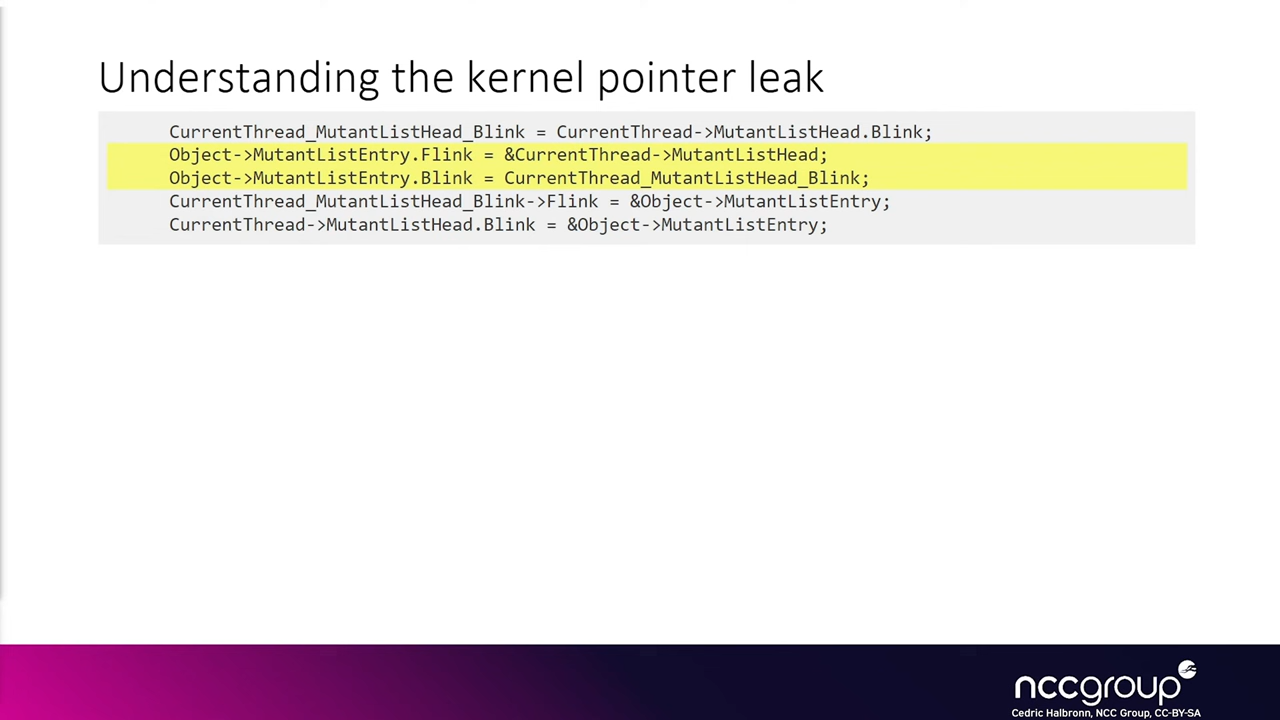 Understanding the kernel pointer leak
CurrentThread_MutantListHead_Blink = CurrentThread->MutantListHead.Blink;
Object->MutantListEntry.Flink = &CurrentThread->MutantListHead;
Object->MutantListEntry.Blink = CurrentThread_MutantListHead_Blink;
CurrentThread_MutantListHead_Blink->Flink = &Object->MutantListEntry;
CurrentThread->MutantListHead.Blink = &Object->MutantListEntry;
nccgroup
Cedric Halbronn, NCC Group, CC-BY-SA